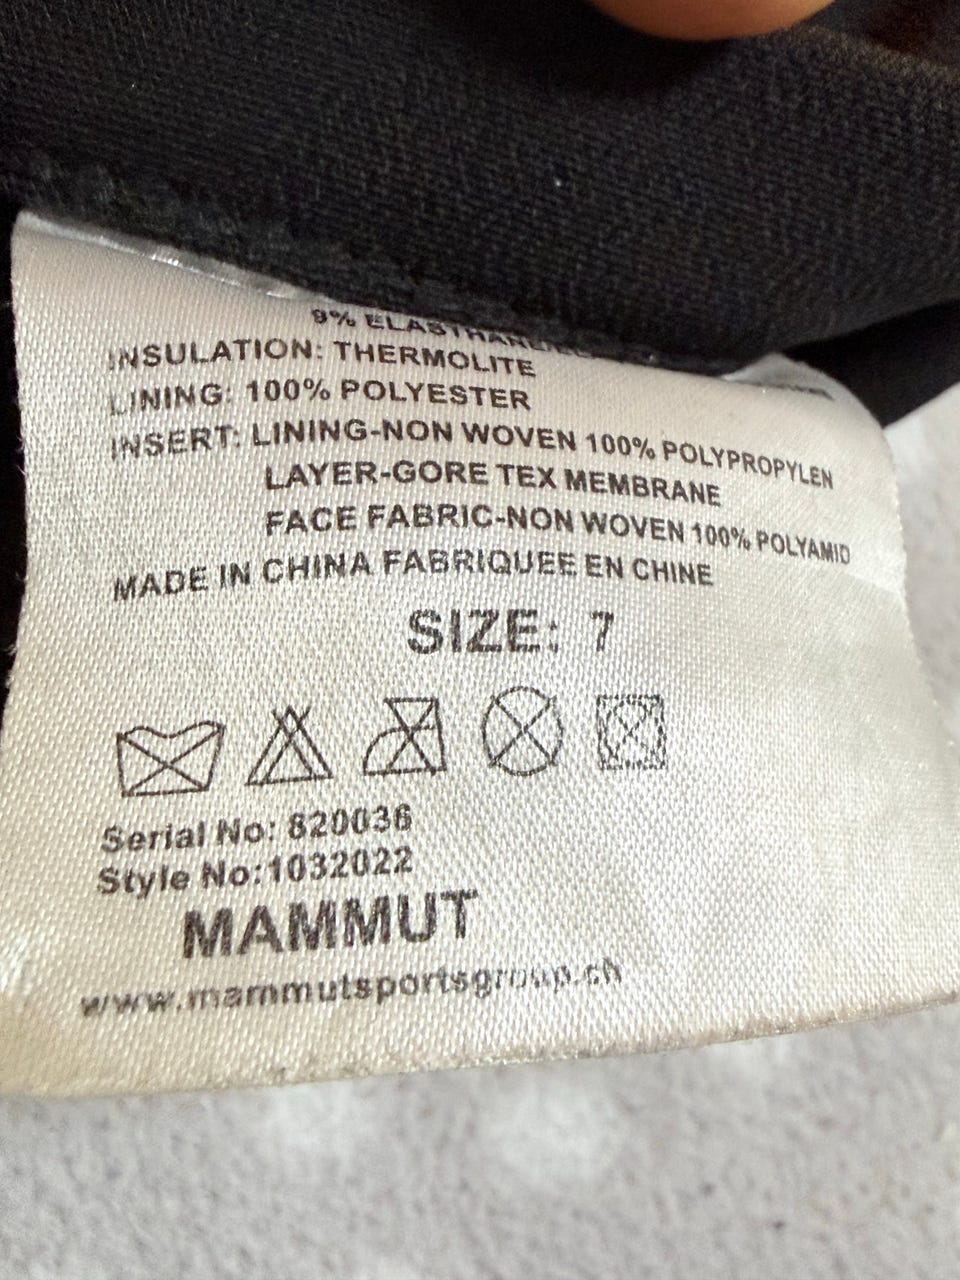 9% ELASTHAN
INSULATION: THERMOLITE
LINING: 100% POLYESTER
INSERT: LINING-NON WOVEN 100% POLYPROPYLEN
LAYER-GORE TEX MEMBRANE
FACE FABRIC-NON WOVEN 100% POLYAMID
MADE IN CHINA FABRIQUEE EN CHINE
SIZE: 7
Serial No: 820036
Style No:1032022
MAMMUT
www.mammutsportsgroup.ch